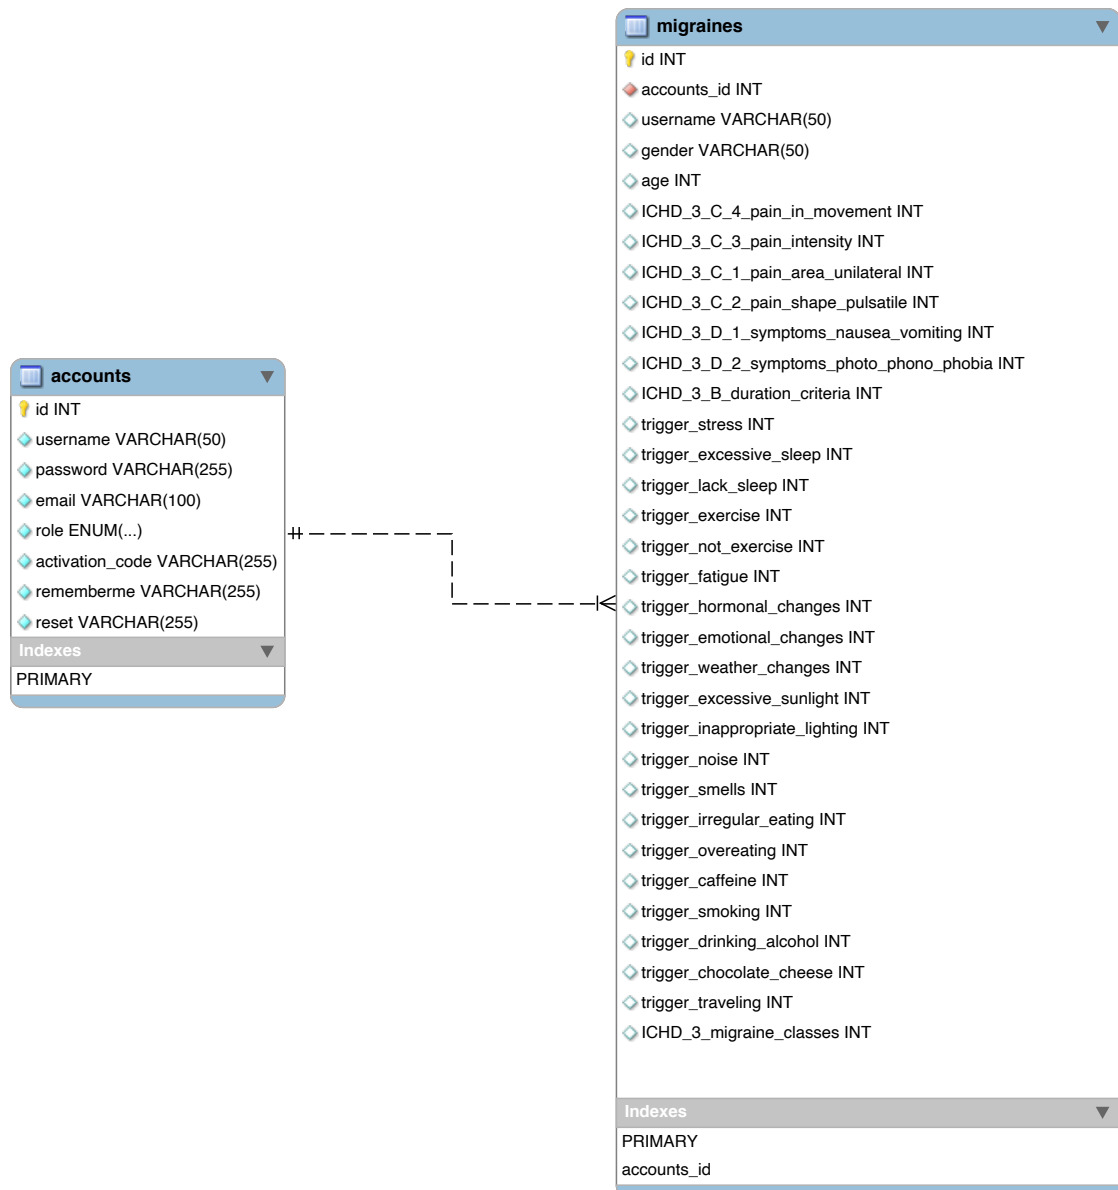 migraines
id INT
accounts_id INT
username VARCHAR(50)
gender VARCHAR(50)
age INT
ICHD_3_C_4_pain_in_movement INT
ICHD_3_C_3_pain_intensity INT
ICHD_3_C_1_pain_area_unilateral INT
ICHD_3_C_2_pain_shape_pulsatile INT
ICHD_3_D_1_symptoms_nausea_vomiting INT
ICHD_3_D_2_symptoms_photo_phono_phobia INT
ICHD_3_B_duration_criteria INT
trigger_stress INT
trigger_excessive_sleep INT
trigger_lack_sleep INT
trigger_exercise INT
trigger_not_exercise INT
trigger_fatigue INT
trigger_hormonal_changes INT
trigger_emotional_changes INT
trigger_weather_changes INT
trigger_excessive_sunlight INT
trigger_inappropriate_lighting INT
trigger_noise INT
trigger_smells INT
trigger_irregular_eating INT
trigger_overeating INT
trigger_caffeine INT
trigger_smoking INT
trigger_drinking_alcohol INT
trigger_chocolate_cheese INT
trigger_traveling INT
ICHD_3_migraine_classes INT
Indexes
PRIMARY
accounts_id
accounts
id INT
username VARCHAR(50)
password VARCHAR(255)
email VARCHAR(100)
role ENUM(...)
activation_code VARCHAR(255)
rememberme VARCHAR(255)
reset VARCHAR(255)
Indexes
PRIMARY